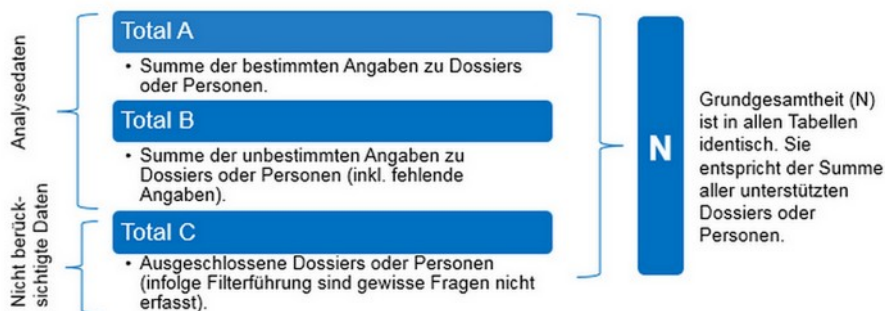 Analysedaten
Total A
• Summe der bestimmten Angaben zu Dossiers
oder Personen.
Total B
• Summe der unbestimmten Angaben zu
Dossiers oder Personen (inkl. fehlende
Angaben).
Nicht berück-
sichtigte Daten
Total C
• Ausgeschlossene Dossiers oder Personen
(infolge Filterführung sind gewisse Fragen nicht
erfasst).
N
Grundgesamtheit (N)
ist in allen Tabellen
identisch. Sie
entspricht der Summe
aller unterstützten
Dossiers oder
Personen.